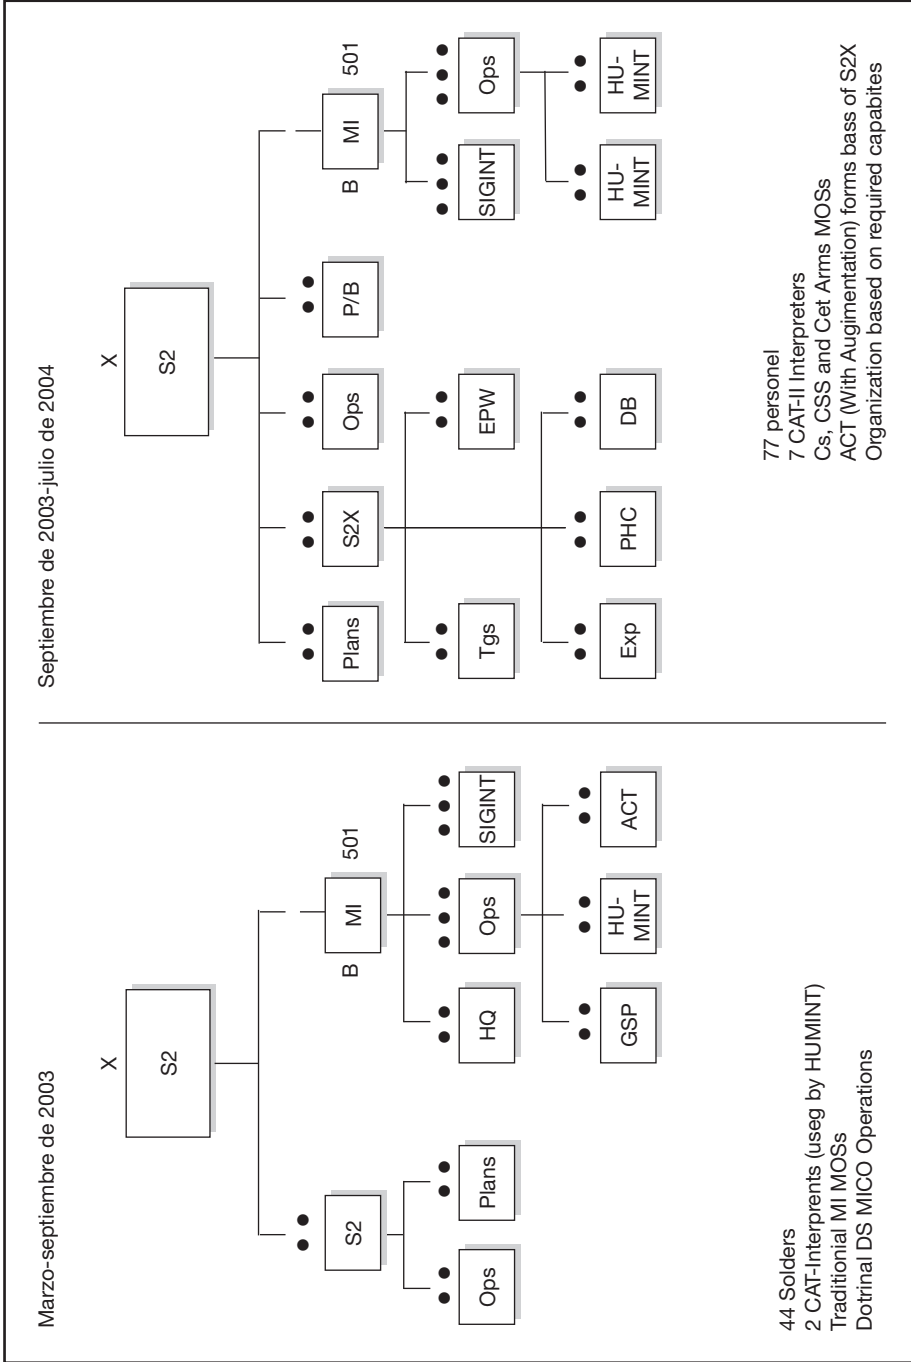 Marzo-septiembre de 2003
X
S2
S2
Ops
Plans
B
MI
501
HQ
Ops
SIGINT
GSP
HU-
MINT
ACT
44 Solders
2 CAT-Interprents (useg by HUMINT)
Traditionial MI MOSs
Dotrinal DS MICO Operations
Septiembre de 2003-julio de 2004
X
S2
Plans
S2X
Ops
P/B
B
MI
501
Tgs
EPW
SIGINT
Ops
Exp
PHC
DB
HU-
MINT
HU-
MINT
77 personel
7 CAT-II Interpreters
Cs, CSS and Cet Arms MOSs
ACT (With Augimentation) forms bass of S2X
Organization based on required capabites